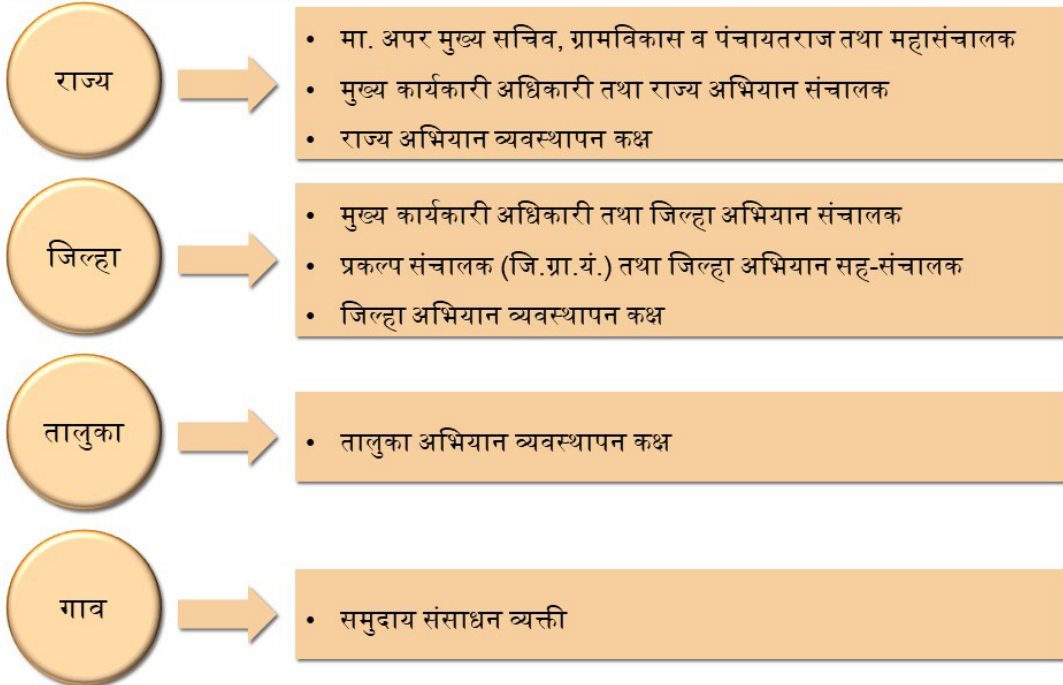 राज्य
• मा. अपर मुख्य सचिव, ग्रामविकास व पंचायतराज तथा महासंचालक
• मुख्य कार्यकारी अधिकारी तथा राज्य अभियान संचालक
• राज्य अभियान व्यवस्थापन कक्ष
जिल्हा
• मुख्य कार्यकारी अधिकारी तथा जिल्हा अभियान संचालक
• प्रकल्प संचालक (जि.ग्रा.यं.) तथा जिल्हा अभियान सह-संचालक
• जिल्हा अभियान व्यवस्थापन कक्ष
तालुका
• तालुका अभियान व्यवस्थापन कक्ष
गाव
• समुदाय संसाधन व्यक्ती